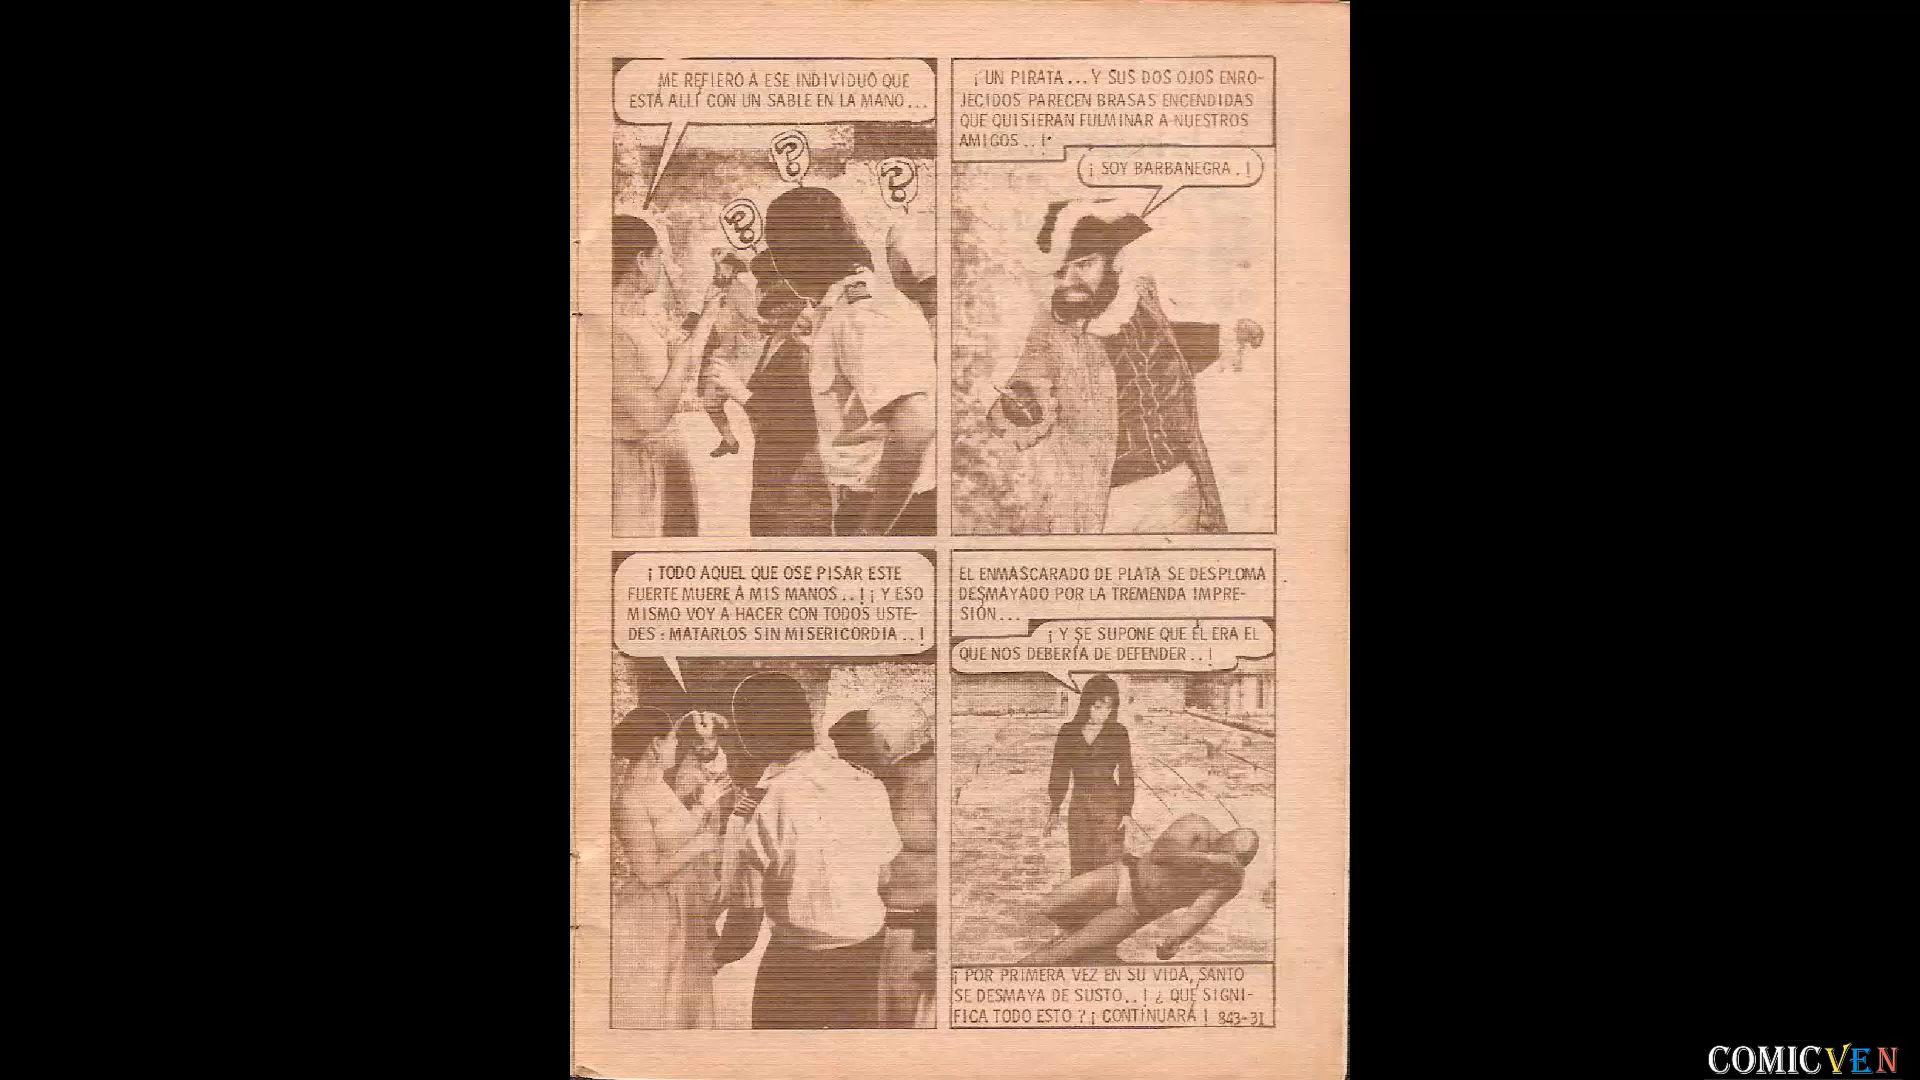 ME REFIERO A ESE INDIVIDUO QUE
ESTÁ ALLÍ CON UN SABLE EN LA MANO...
?
?
?
¡UN PIRATA...Y SUS DOS OJOS ENRO-
JECIDOS PARECEN BRASAS ENCENDIDAS
QUE QUISIERAN FULMINAR A NUESTROS
AMIGOS..!
¡SOY BARBANEGRA.!
¡TODO AQUEL QUE OSE PISAR ESTE
FUERTE MUERE A MIS MANOS..!¡Y ESO
MISMO VOY A HACER CON TODOS USTE-
DES: MATARLOS SIN MISERICORDIA..!
EL ENMASCARADO DE PLATA SE DESPLOMA
DESMAYADO POR LA TREMENDA IMPRE-
SIÓN...
¡Y SE SUPONE QUE ÉL ERA EL
QUE NOS DEBERÍA DE DEFENDER..!
¡POR PRIMERA VEZ EN SU VIDA, SANTO
SE DESMAYA DE SUSTO..!¿QUÉ SIGNI-
FICA TODO ESTO?¡CONTINUARÁ! 843-31
COMICVEN